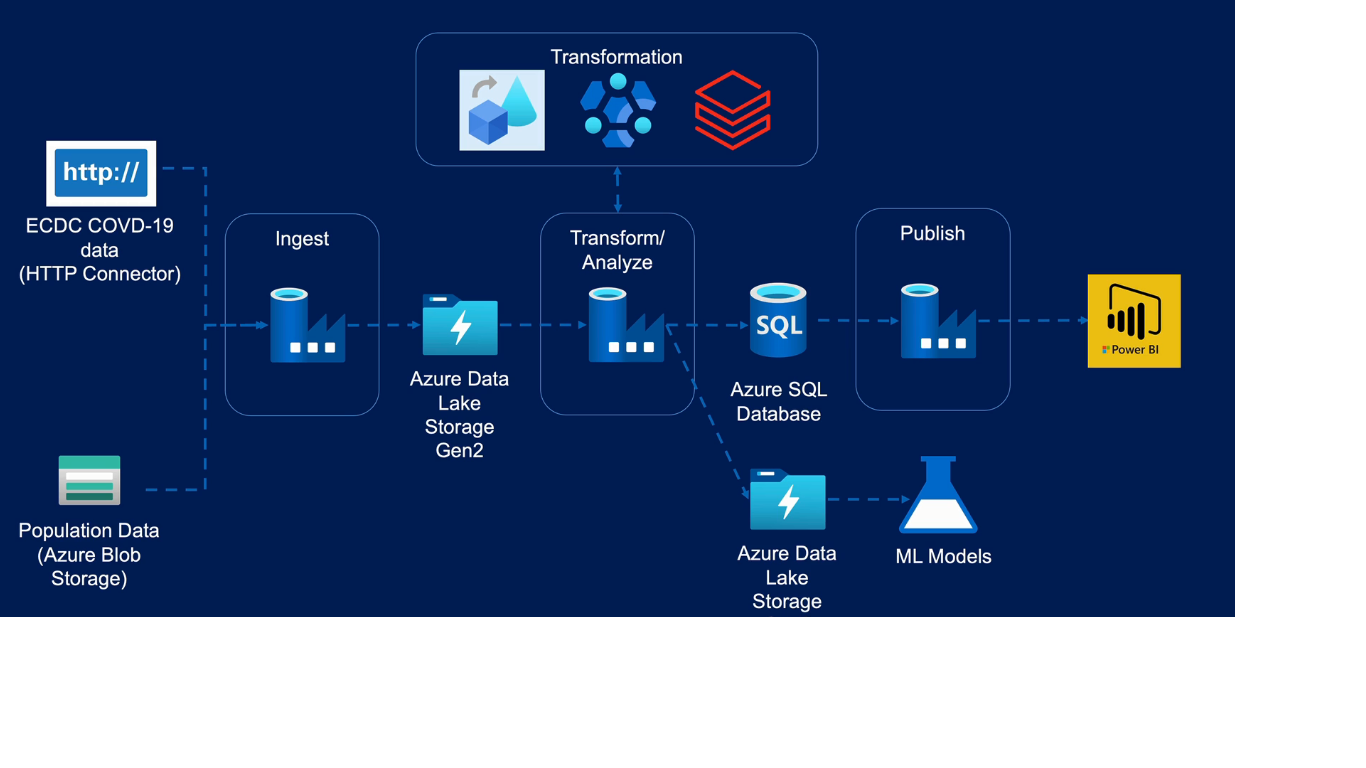 Transformation
http://
ECDC COVD-19
data
(HTTP Connector)
Ingest
Transform/
Analyze
Publish
SQL
Power BI
Azure Data
Lake
Storage
Gen2
Azure SQL
Database
Population Data
(Azure Blob
Storage)
Azure Data
Lake
Storage
ML Models